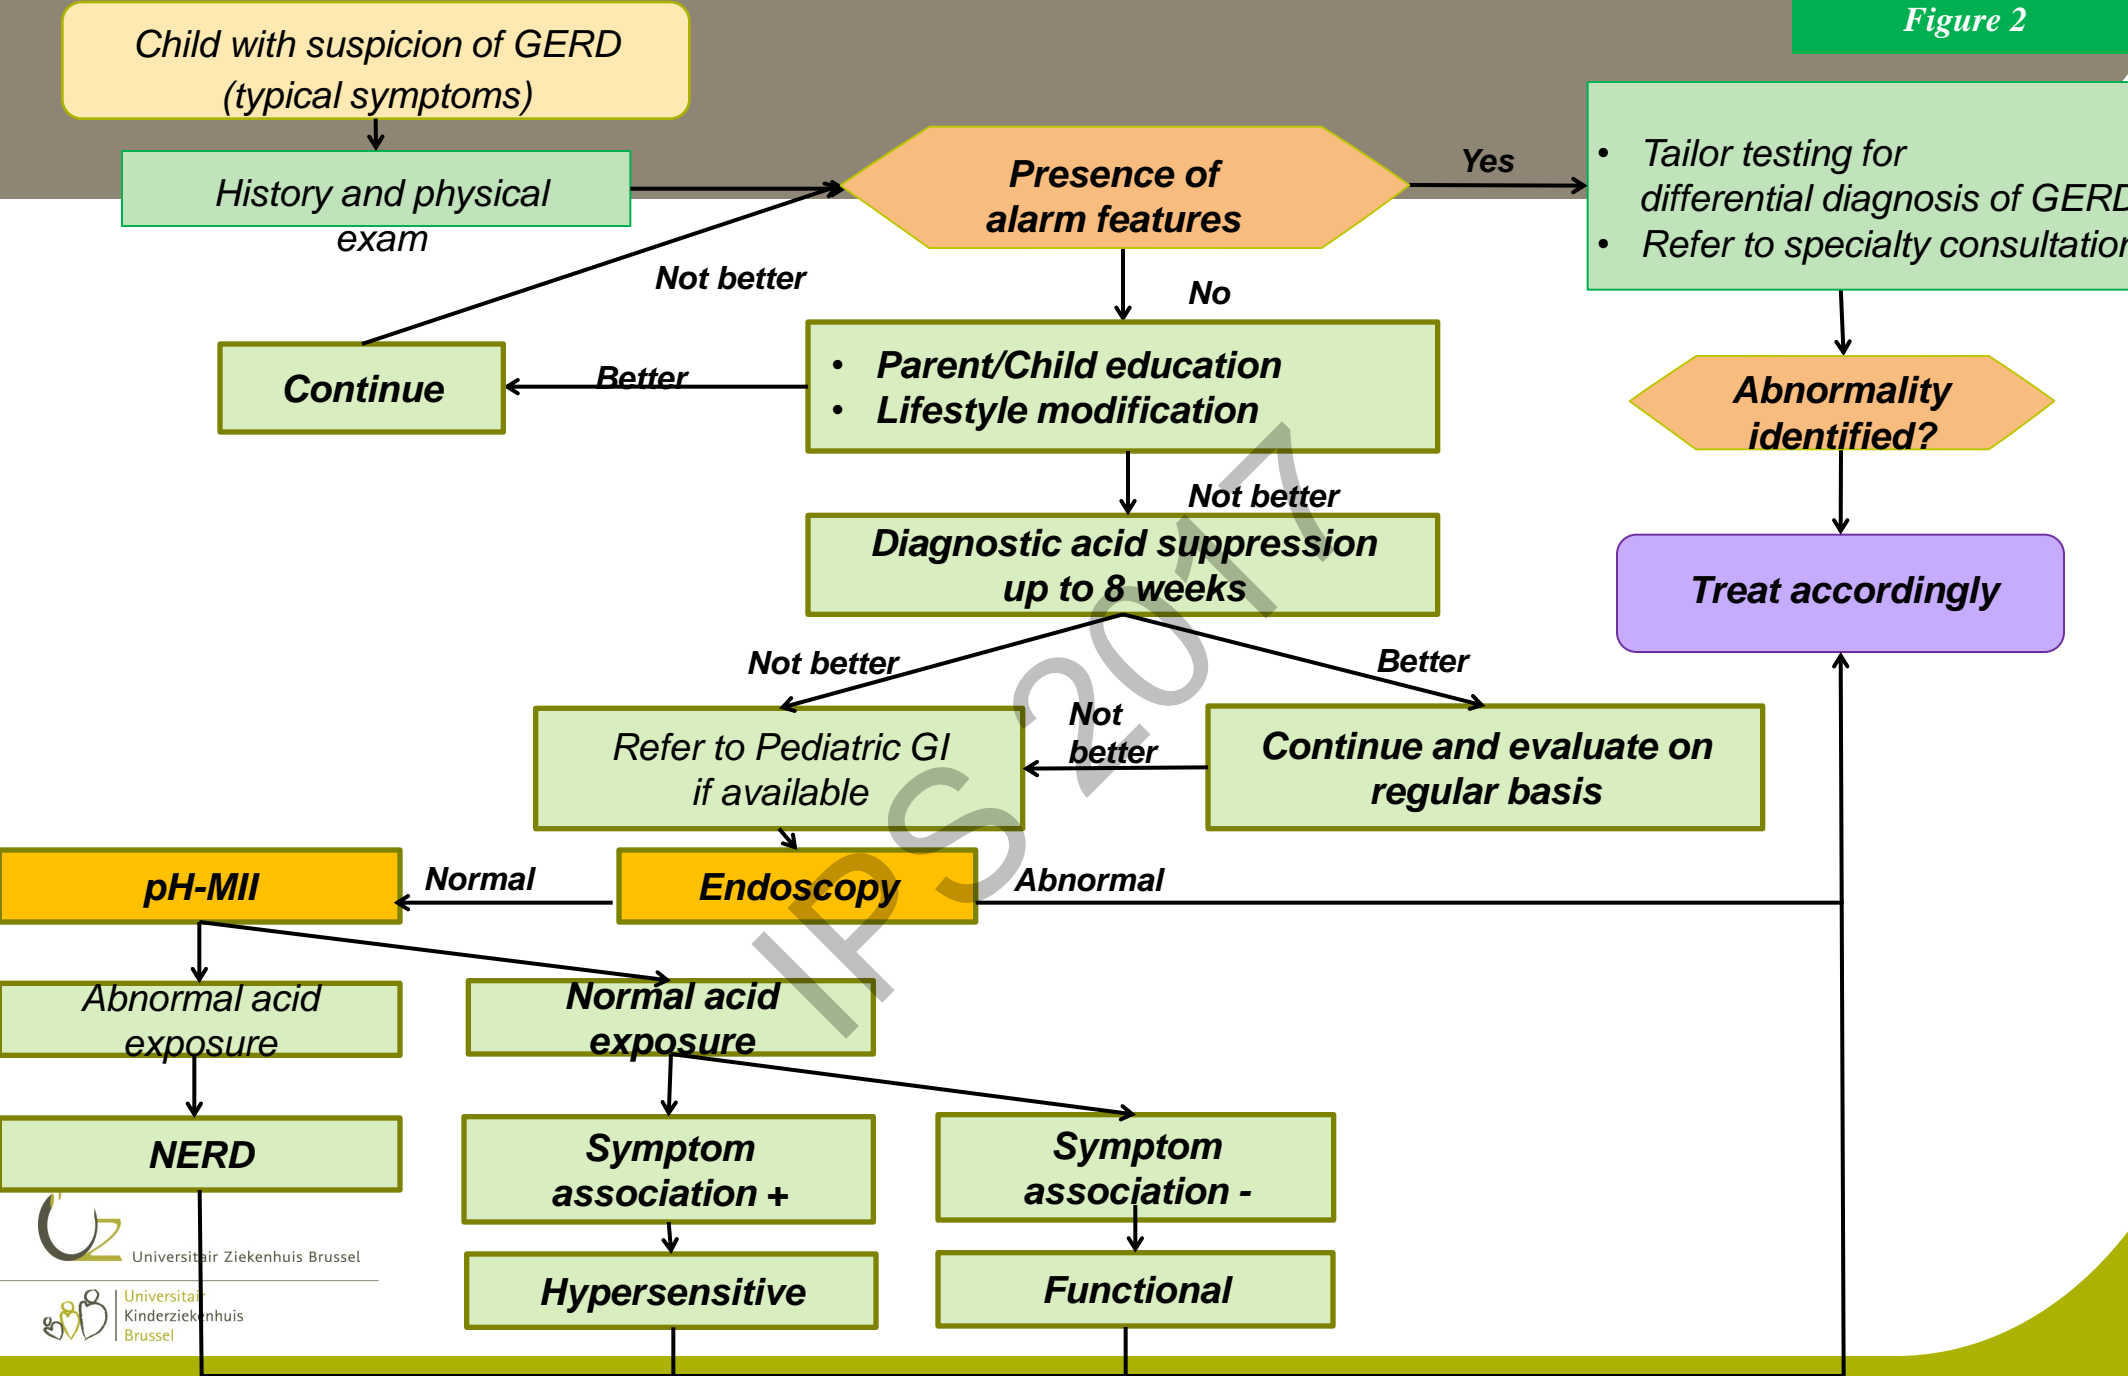 Figure 2
Child with suspicion of GERD
(typical symptoms)
History and physical
exam
Presence of
alarm features
Yes
• Tailor testing for
differential diagnosis of GERD
• Refer to specialty consultation
Not better
No
Continue
Better
• Parent/Child education
• Lifestyle modification
Abnormality
identified?
Not better
Diagnostic acid suppression
up to 8 weeks
Treat accordingly
Not better
Better
Refer to Pediatric GI
if available
Not
better
Continue and evaluate on
regular basis
pH-MII
Normal
Endoscopy
Abnormal
Abnormal acid
exposure
Normal acid
exposure
NERD
Symptom
association +
Symptom
association -
Hypersensitive
Functional
IPS 2017
Universitair Ziekenhuis Brussel
Universitair
Kinderziekenhuis
Brussel